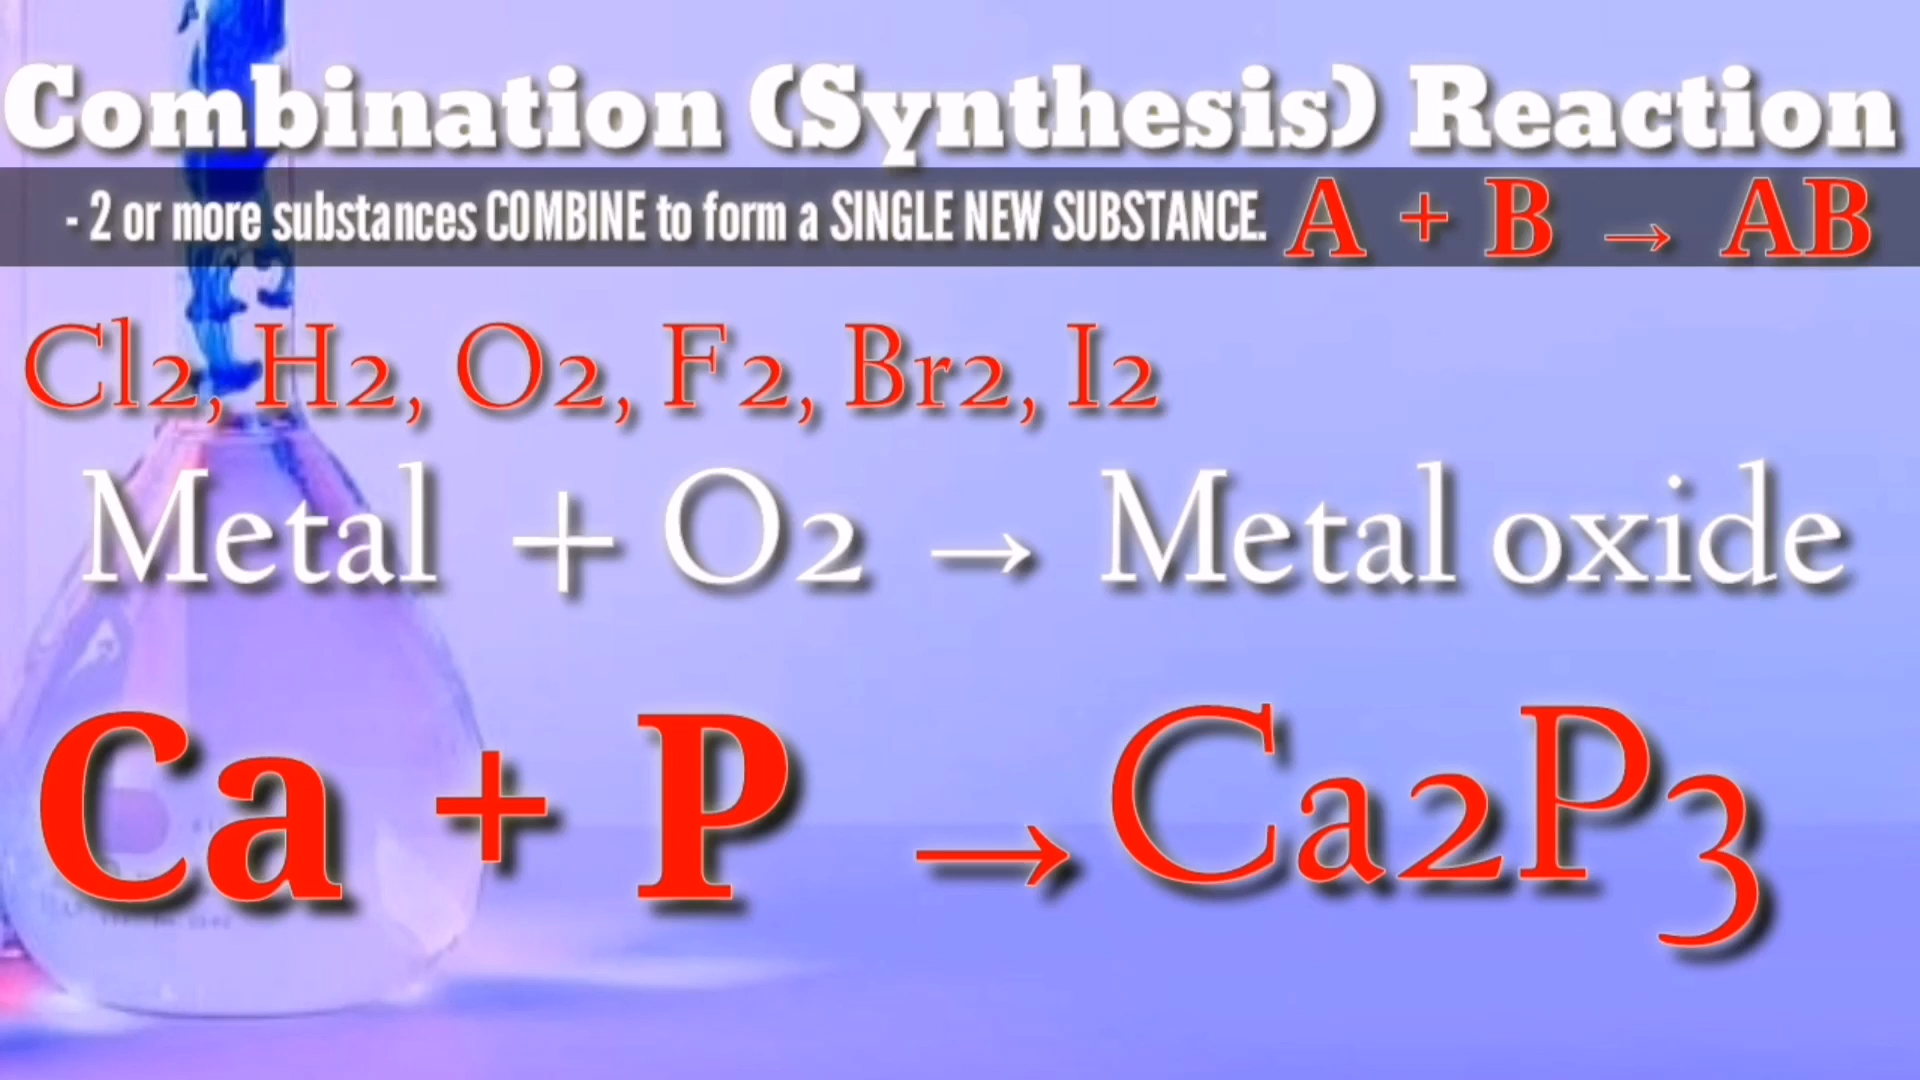 Combination (Synthesis) Reaction
- 2 or more substances COMBINE to form a SINGLE NEW SUBSTANCE. A + B → AB
Cl2, H2, O2, F2, Br2, I2
Metal + O2 → Metal oxide
Ca + P → Ca2P3